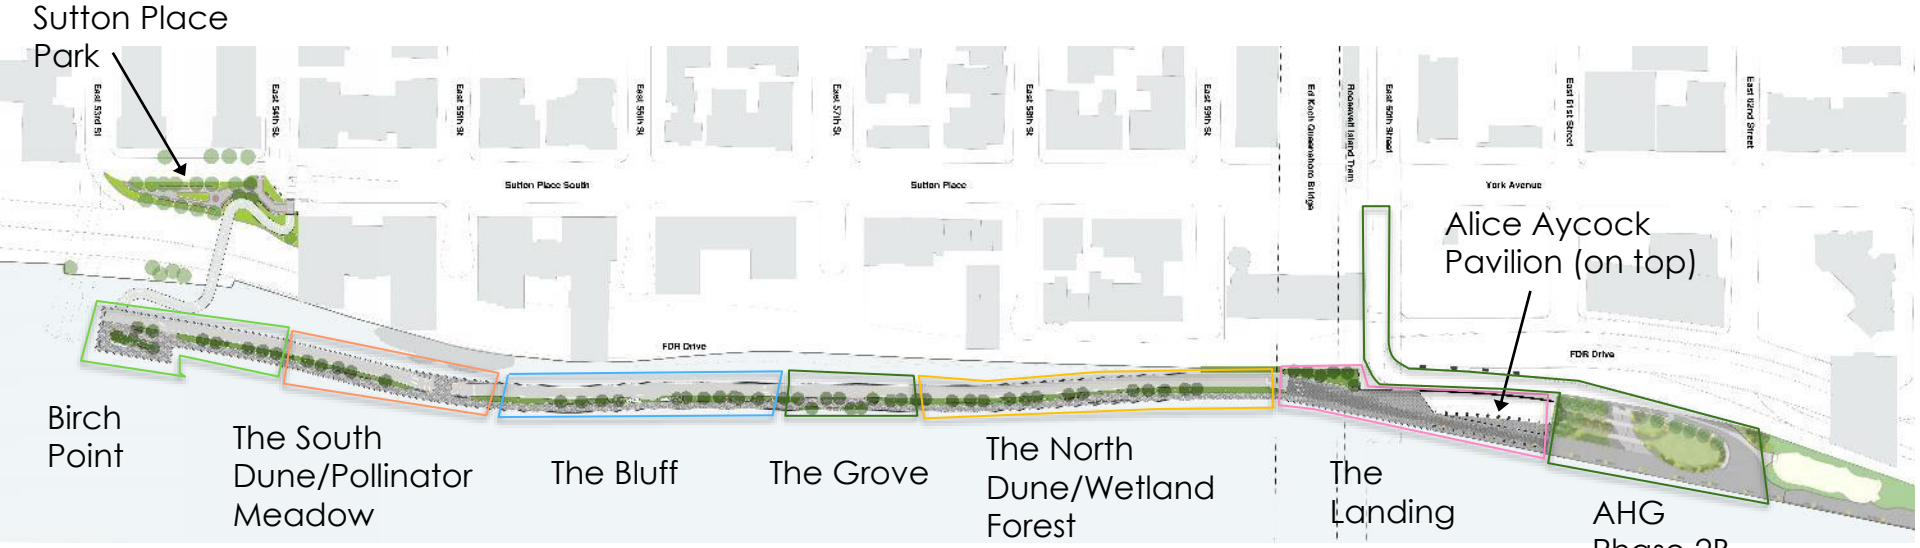 Sutton Place
Park
East 53rd St
East 54th St
East 55th St
East 56th St
East 57th St
East 58th St
East 59th St
Ed Koch Queensboro Bridge
Roosevelt Island Tram
East 60th Street
East 61st Street
East 62nd Street
Sutton Place South
Sutton Place
York Avenue
Alice Aycock
Pavilion (on top)
FDR Drive
FDR Drive
Birch
Point
The South
Dune/Pollinator
Meadow
The Bluff
The Grove
The North
Dune/Wetland
Forest
The
Landing
AHG
Phase 2B